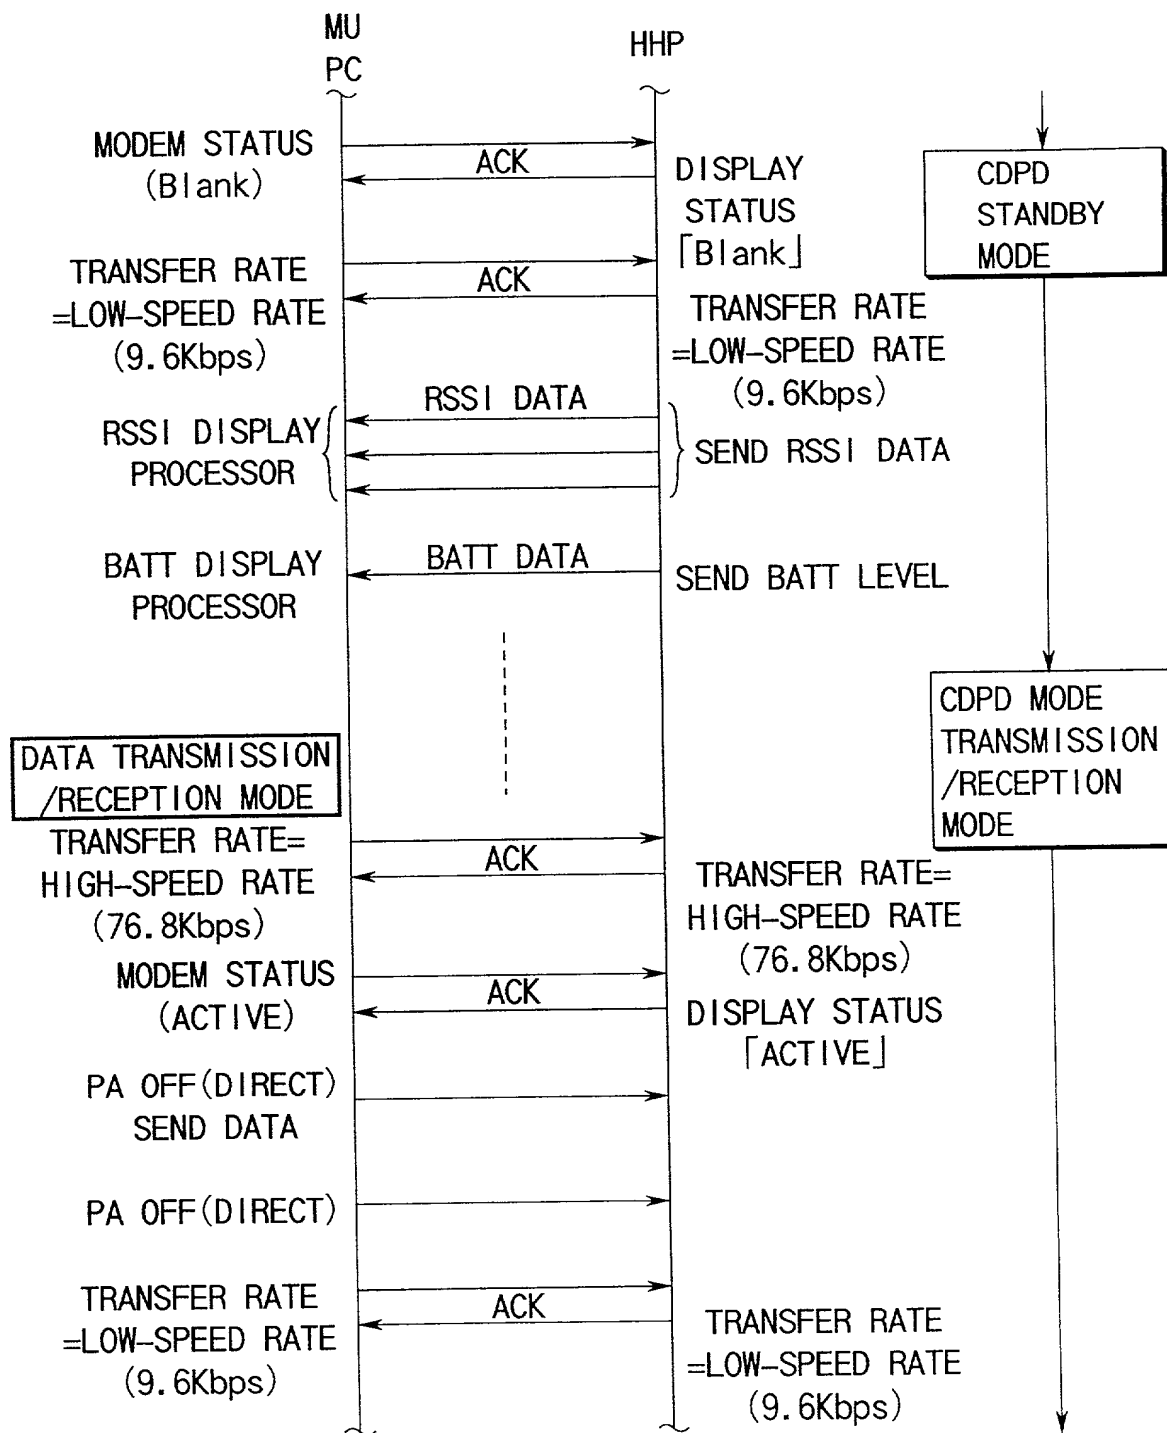 MU
PC
HHP
MODEM STATUS
(Blank)
ACK
DISPLAY
STATUS
「Blank」
CDPD
STANDBY
MODE
TRANSFER RATE
=LOW-SPEED RATE
(9.6Kbps)
ACK
TRANSFER RATE
=LOW-SPEED RATE
(9.6Kbps)
RSSI DATA
RSSI DISPLAY
PROCESSOR
SEND RSSI DATA
BATT DISPLAY
PROCESSOR
BATT DATA
SEND BATT LEVEL
CDPD MODE
TRANSMISSION
/RECEPTION
MODE
DATA TRANSMISSION
/RECEPTION MODE
TRANSFER RATE=
HIGH-SPEED RATE
(76.8Kbps)
ACK
TRANSFER RATE=
HIGH-SPEED RATE
(76.8Kbps)
MODEM STATUS
(ACTIVE)
ACK
DISPLAY STATUS
「ACTIVE」
PA OFF(DIRECT)
SEND DATA
PA OFF(DIRECT)
TRANSFER RATE
=LOW-SPEED RATE
(9.6Kbps)
ACK
TRANSFER RATE
=LOW-SPEED RATE
(9.6Kbps)